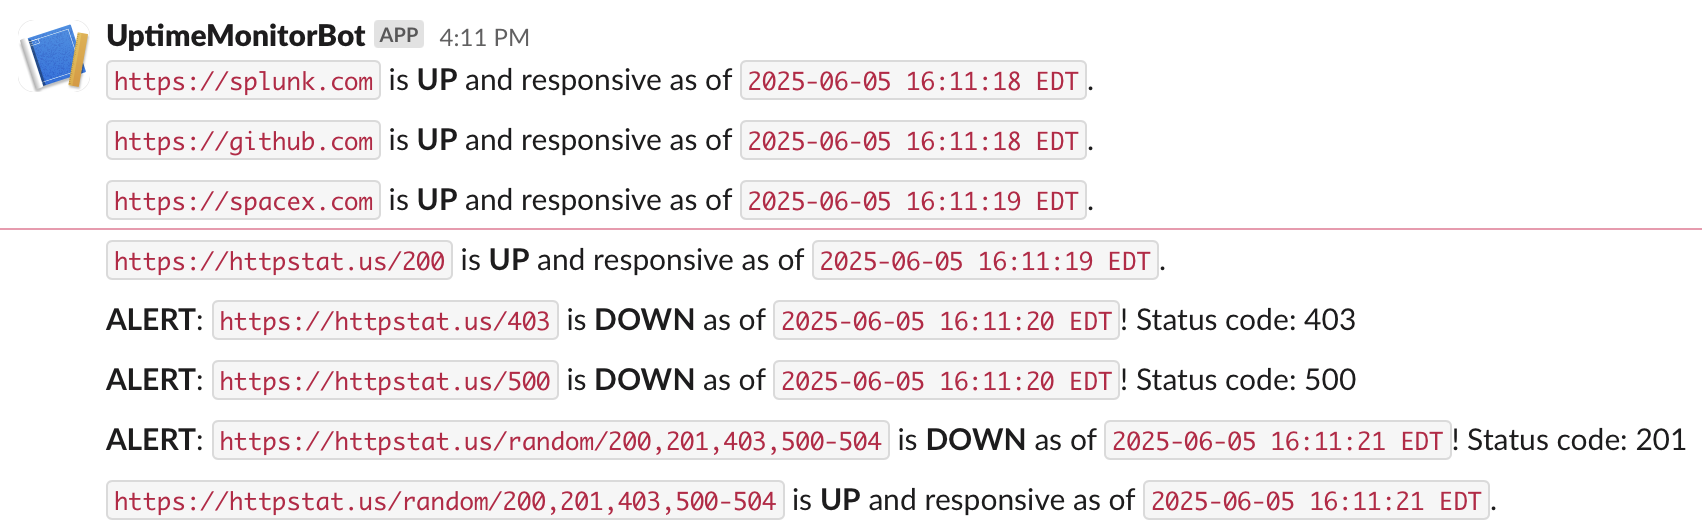 UptimeMonitorBot APP 4:11 PM
https://splunk.com is UP and responsive as of 2025-06-05 16:11:18 EDT.
https://github.com is UP and responsive as of 2025-06-05 16:11:18 EDT.
https://spacex.com is UP and responsive as of 2025-06-05 16:11:19 EDT.
https://httpstat.us/200 is UP and responsive as of 2025-06-05 16:11:19 EDT.
ALERT: https://httpstat.us/403 is DOWN as of 2025-06-05 16:11:20 EDT! Status code: 403
ALERT: https://httpstat.us/500 is DOWN as of 2025-06-05 16:11:20 EDT! Status code: 500
ALERT: https://httpstat.us/random/200,201,403,500-504 is DOWN as of 2025-06-05 16:11:21 EDT! Status code: 201
https://httpstat.us/random/200,201,403,500-504 is UP and responsive as of 2025-06-05 16:11:21 EDT.